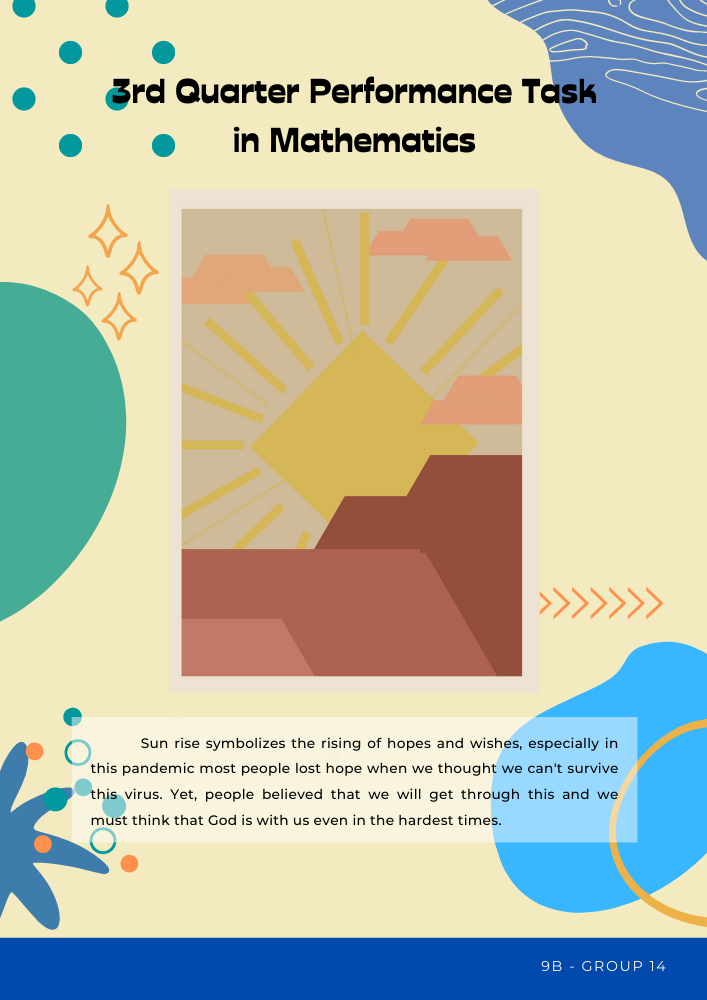 3rd Quarter Performance Task
in Mathematics
Sun rise symbolizes the rising of hopes and wishes, especially in
this pandemic most people lost hope when we thought we can't survive
this virus. Yet, people believed that we will get through this and we
must think that God is with us even in the hardest times.
9B - GROUP 14